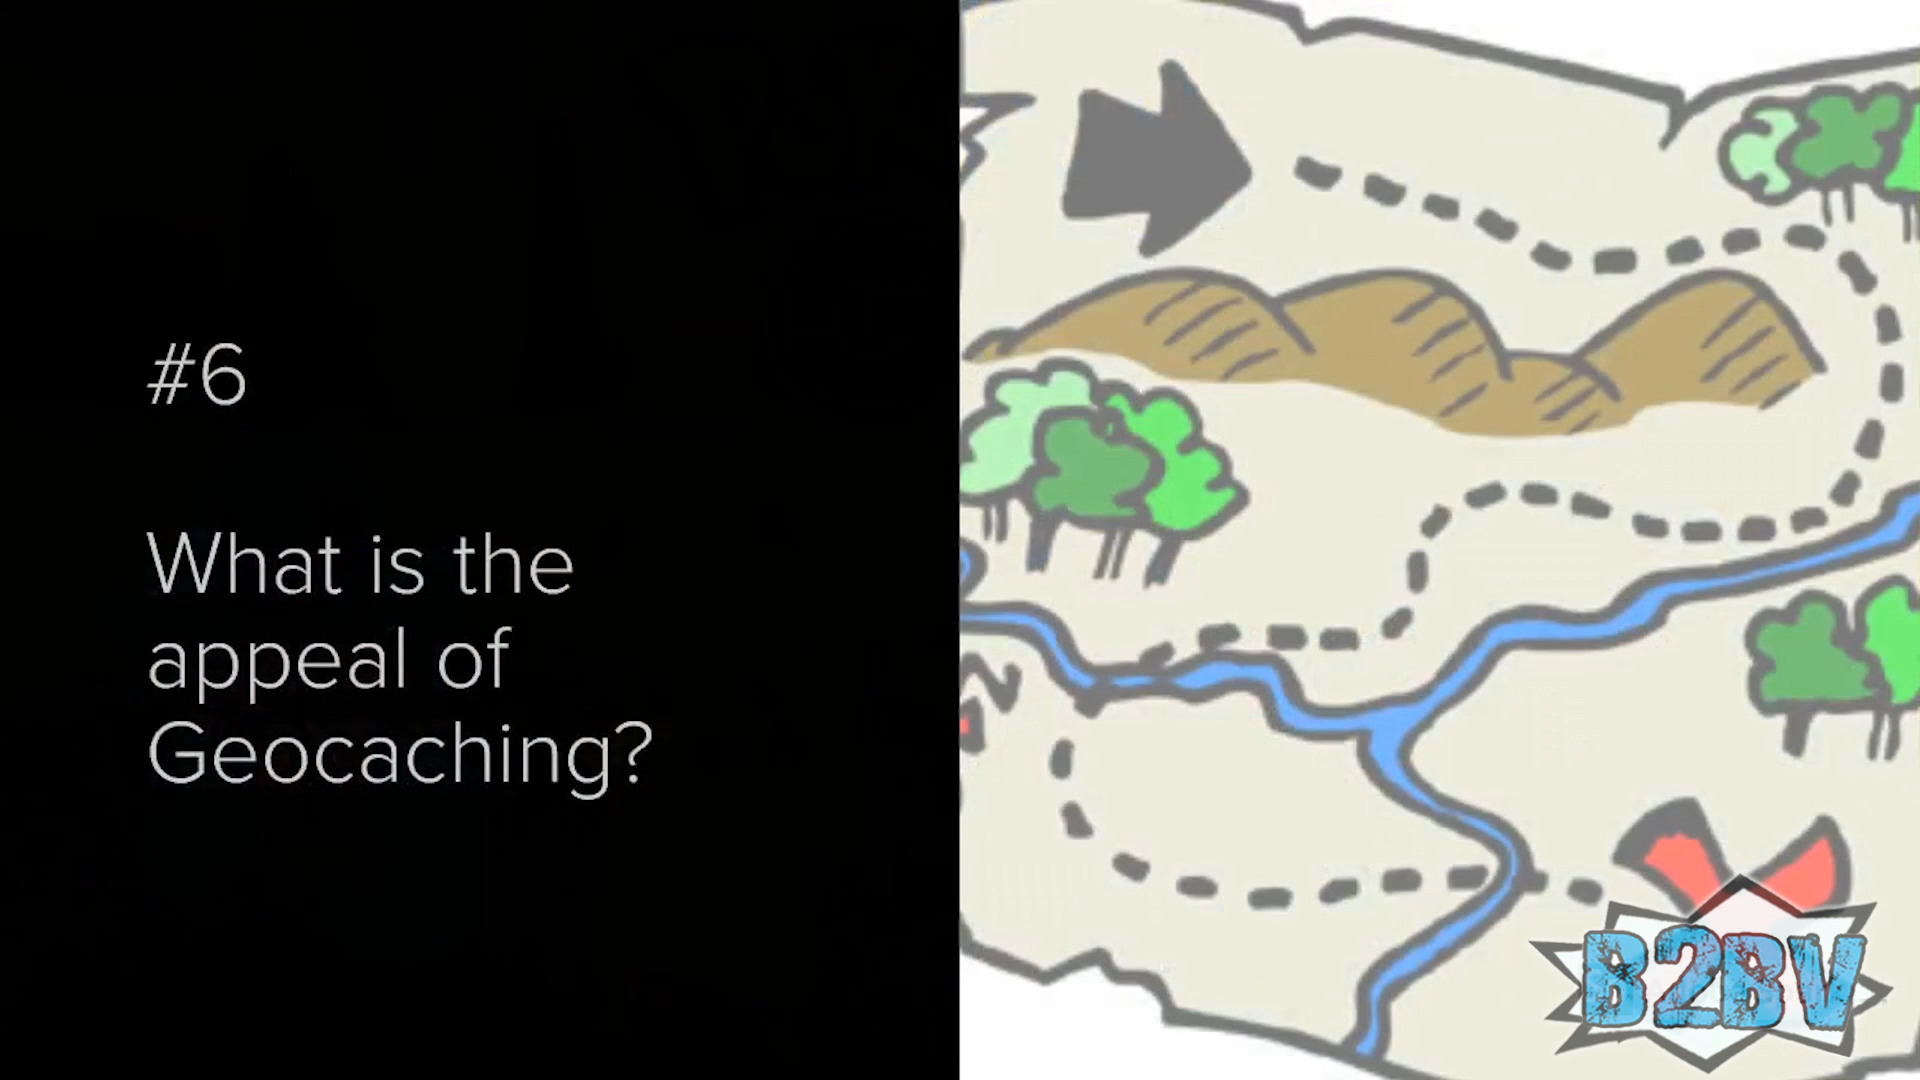 #6
What is the
appeal of
Geocaching?
B2BV